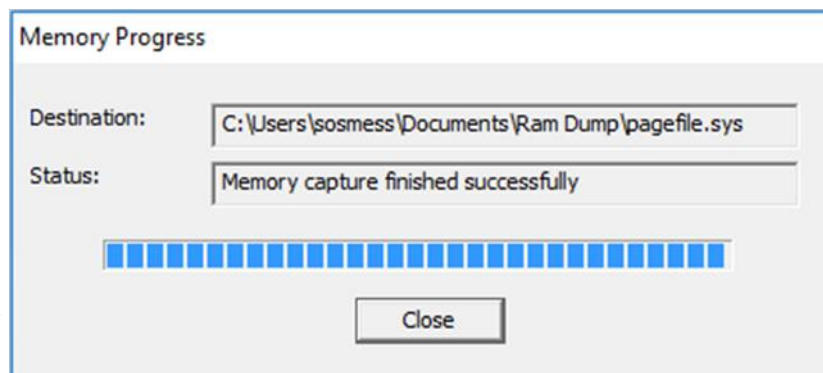 Memory Progress
Destination:
C:\Users\sosmess\Documents\Ram Dump\pagefile.sys
Status:
Memory capture finished successfully
Close